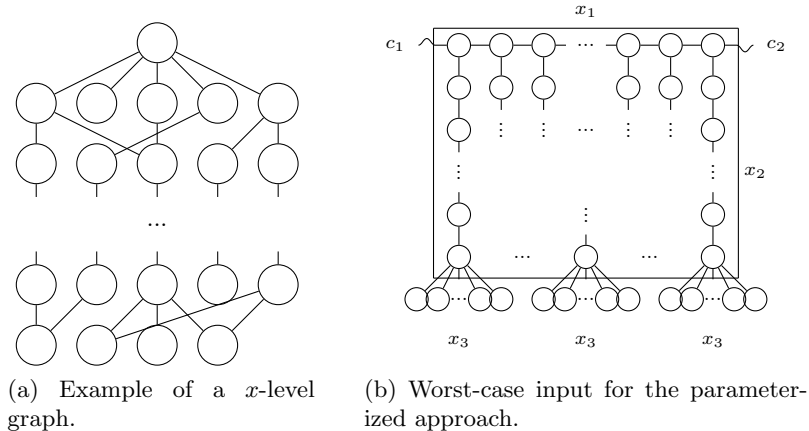 x₁
c₁ ... c₂
⋮ ⋮ ... ⋮ ⋮
... ⋮ ⋮ x₂
⋮
... ...
... ... ...
x₃ x₃ x₃
(a) Example of a x-level
graph.
(b) Worst-case input for the parameter-
ized approach.